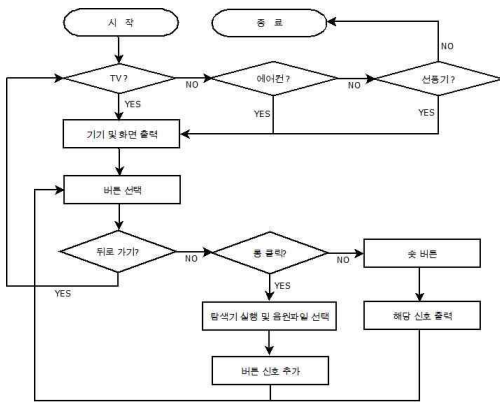 시 작
종 료
NO
TV?
NO
에어컨?
NO
선풍기?
YES
YES
YES
기기 및 화면 출력
버튼 선택
뒤로 가기?
NO
롱 클릭?
NO
숏 버튼
YES
YES
탐색기 실행 및 음원파일 선택
해당 신호 출력
버튼 신호 추가